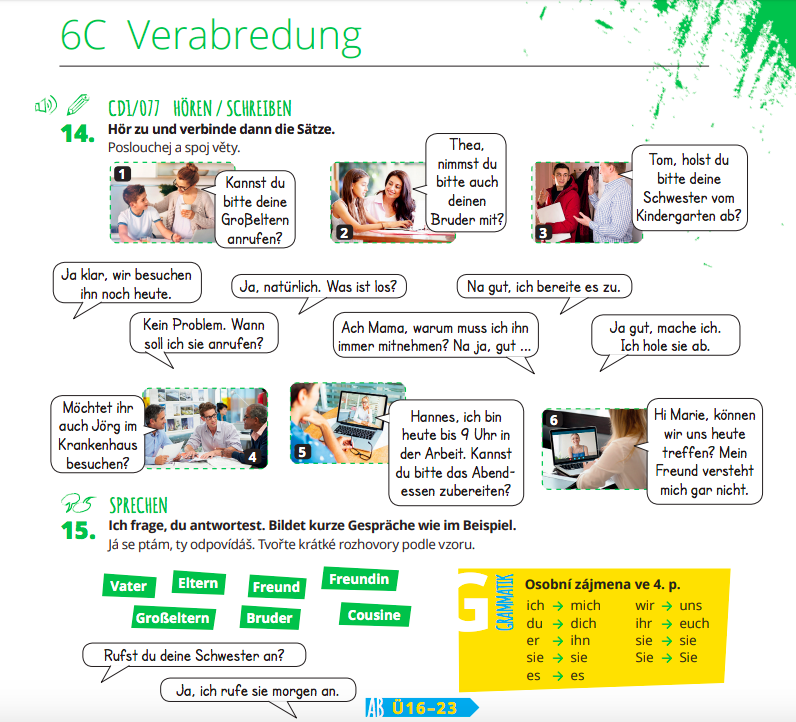 6C Verabredung
CD1/077 HÖREN / SCHREIBEN
14. Hör zu und verbinde dann die Sätze.
Poslouchej a spoj věty.
1
Kannst du
bitte deine
Großeltern
anrufen?
2
Thea,
nimmst du
bitte auch
deinen
Bruder mit?
3
Tom, holst du
bitte deine
Schwester vom
Kindergarten ab?
Ja klar, wir besuchen
ihn noch heute.
Ja, natürlich. Was ist los?
Na gut, ich bereite es zu.
Kein Problem. Wann
soll ich sie anrufen?
Ach Mama, warum muss ich ihn
immer mitnehmen? Na ja, gut ...
Ja gut, mache ich.
Ich hole sie ab.
Möchtet ihr
auch Jörg im
Krankenhaus
besuchen?
4
5
Hannes, ich bin
heute bis 9 Uhr in
der Arbeit. Kannst
du bitte das Abend-
essen zubereiten?
6
Hi Marie, können
wir uns heute
treffen? Mein
Freund versteht
mich gar nicht.
SPRECHEN
15. Ich frage, du antwortest. Bildet kurze Gespräche wie im Beispiel.
Já se ptám, ty odpovídáš. Tvořte krátké rozhovory podle vzoru.
Vater
Eltern
Freund
Freundin
Großeltern
Bruder
Cousine
Rufst du deine Schwester an?
Ja, ich rufe sie morgen an.
G
GRAMMATIK
Osobní zájmena ve 4. p.
ich → mich wir → uns
du → dich ihr → euch
er → ihn sie → sie
sie → sie Sie → Sie
es → es
AB Ü16–23